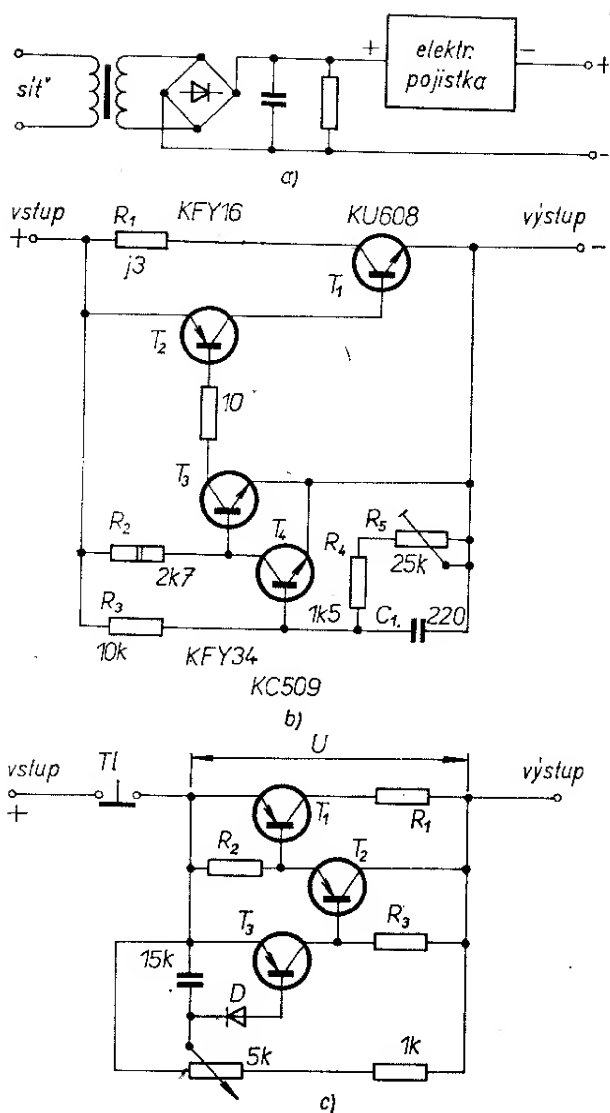 síť
+
elektr. pojistka
-
+
-
a)
vstup
+
R1
j3
KFY16
KU608
T1
výstup
-
T2
10
T3
R2
2k7
T4
R4
1k5
R5
25k
R3
10k
C1.
220
KFY34
KC509
b)
U
vstup
+
Tl
T1
R1
výstup
R2
T2
T3
R3
15k
D
5k
1k
c)